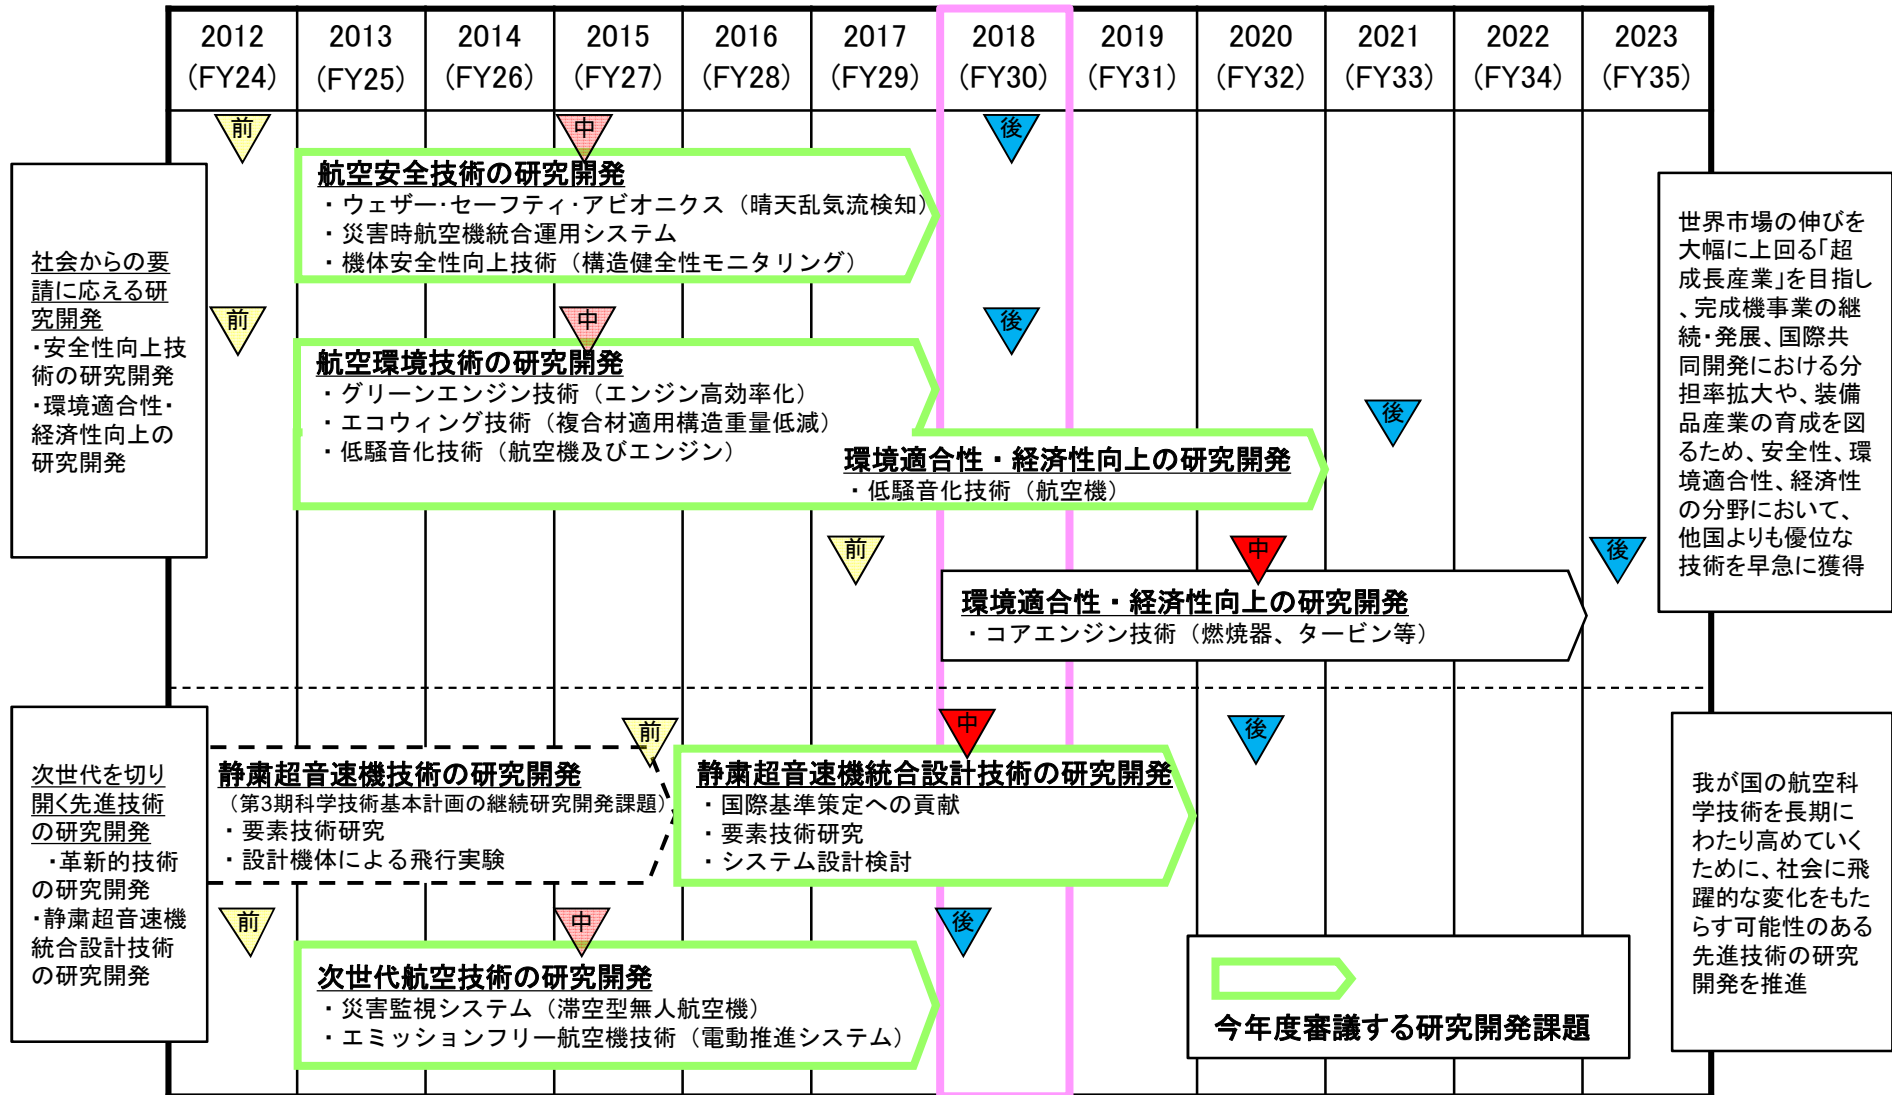 2012
(FY24)
2013
(FY25)
2014
(FY26)
2015
(FY27)
2016
(FY28)
2017
(FY29)
2018
(FY30)
2019
(FY31)
2020
(FY32)
2021
(FY33)
2022
(FY34)
2023
(FY35)
社会からの要
請に応える研
究開発
・安全性向上技
術の研究開発
・環境適合性・
経済性向上の
研究開発
前
中
後
航空安全技術の研究開発
・ウェザー・セーフティ・アビオニクス（晴天乱気流検知）
・災害時航空機統合運用システム
・機体安全性向上技術（構造健全性モニタリング）
前
中
後
航空環境技術の研究開発
・グリーンエンジン技術（エンジン高効率化）
・エコウィング技術（複合材適用構造重量低減）
・低騒音化技術（航空機及びエンジン）
後
環境適合性・経済性向上の研究開発
・低騒音化技術（航空機）
前
中
後
環境適合性・経済性向上の研究開発
・コアエンジン技術（燃焼器、タービン等）
世界市場の伸びを
大幅に上回る「超
成長産業」を目指し
、完成機事業の継
続・発展、国際共
同開発における分
担率拡大や、装備
品産業の育成を図
るため、安全性、環
境適合性、経済性
の分野において、
他国よりも優位な
技術を早急に獲得
次世代を切り
開く先進技術
の研究開発
・革新的技術
の研究開発
・静粛超音速機
統合設計技術
の研究開発
前
中
後
静粛超音速機技術の研究開発
（第3期科学技術基本計画の継続研究開発課題）
・要素技術研究
・設計機体による飛行実験
静粛超音速機統合設計技術の研究開発
・国際基準策定への貢献
・要素技術研究
・システム設計検討
前
中
後
次世代航空技術の研究開発
・災害監視システム（滞空型無人航空機）
・エミッションフリー航空機技術（電動推進システム）
今年度審議する研究開発課題
我が国の航空科
学技術を長期に
わたり高めていく
ために、社会に飛
躍的な変化をもた
らす可能性のある
先進技術の研究
開発を推進